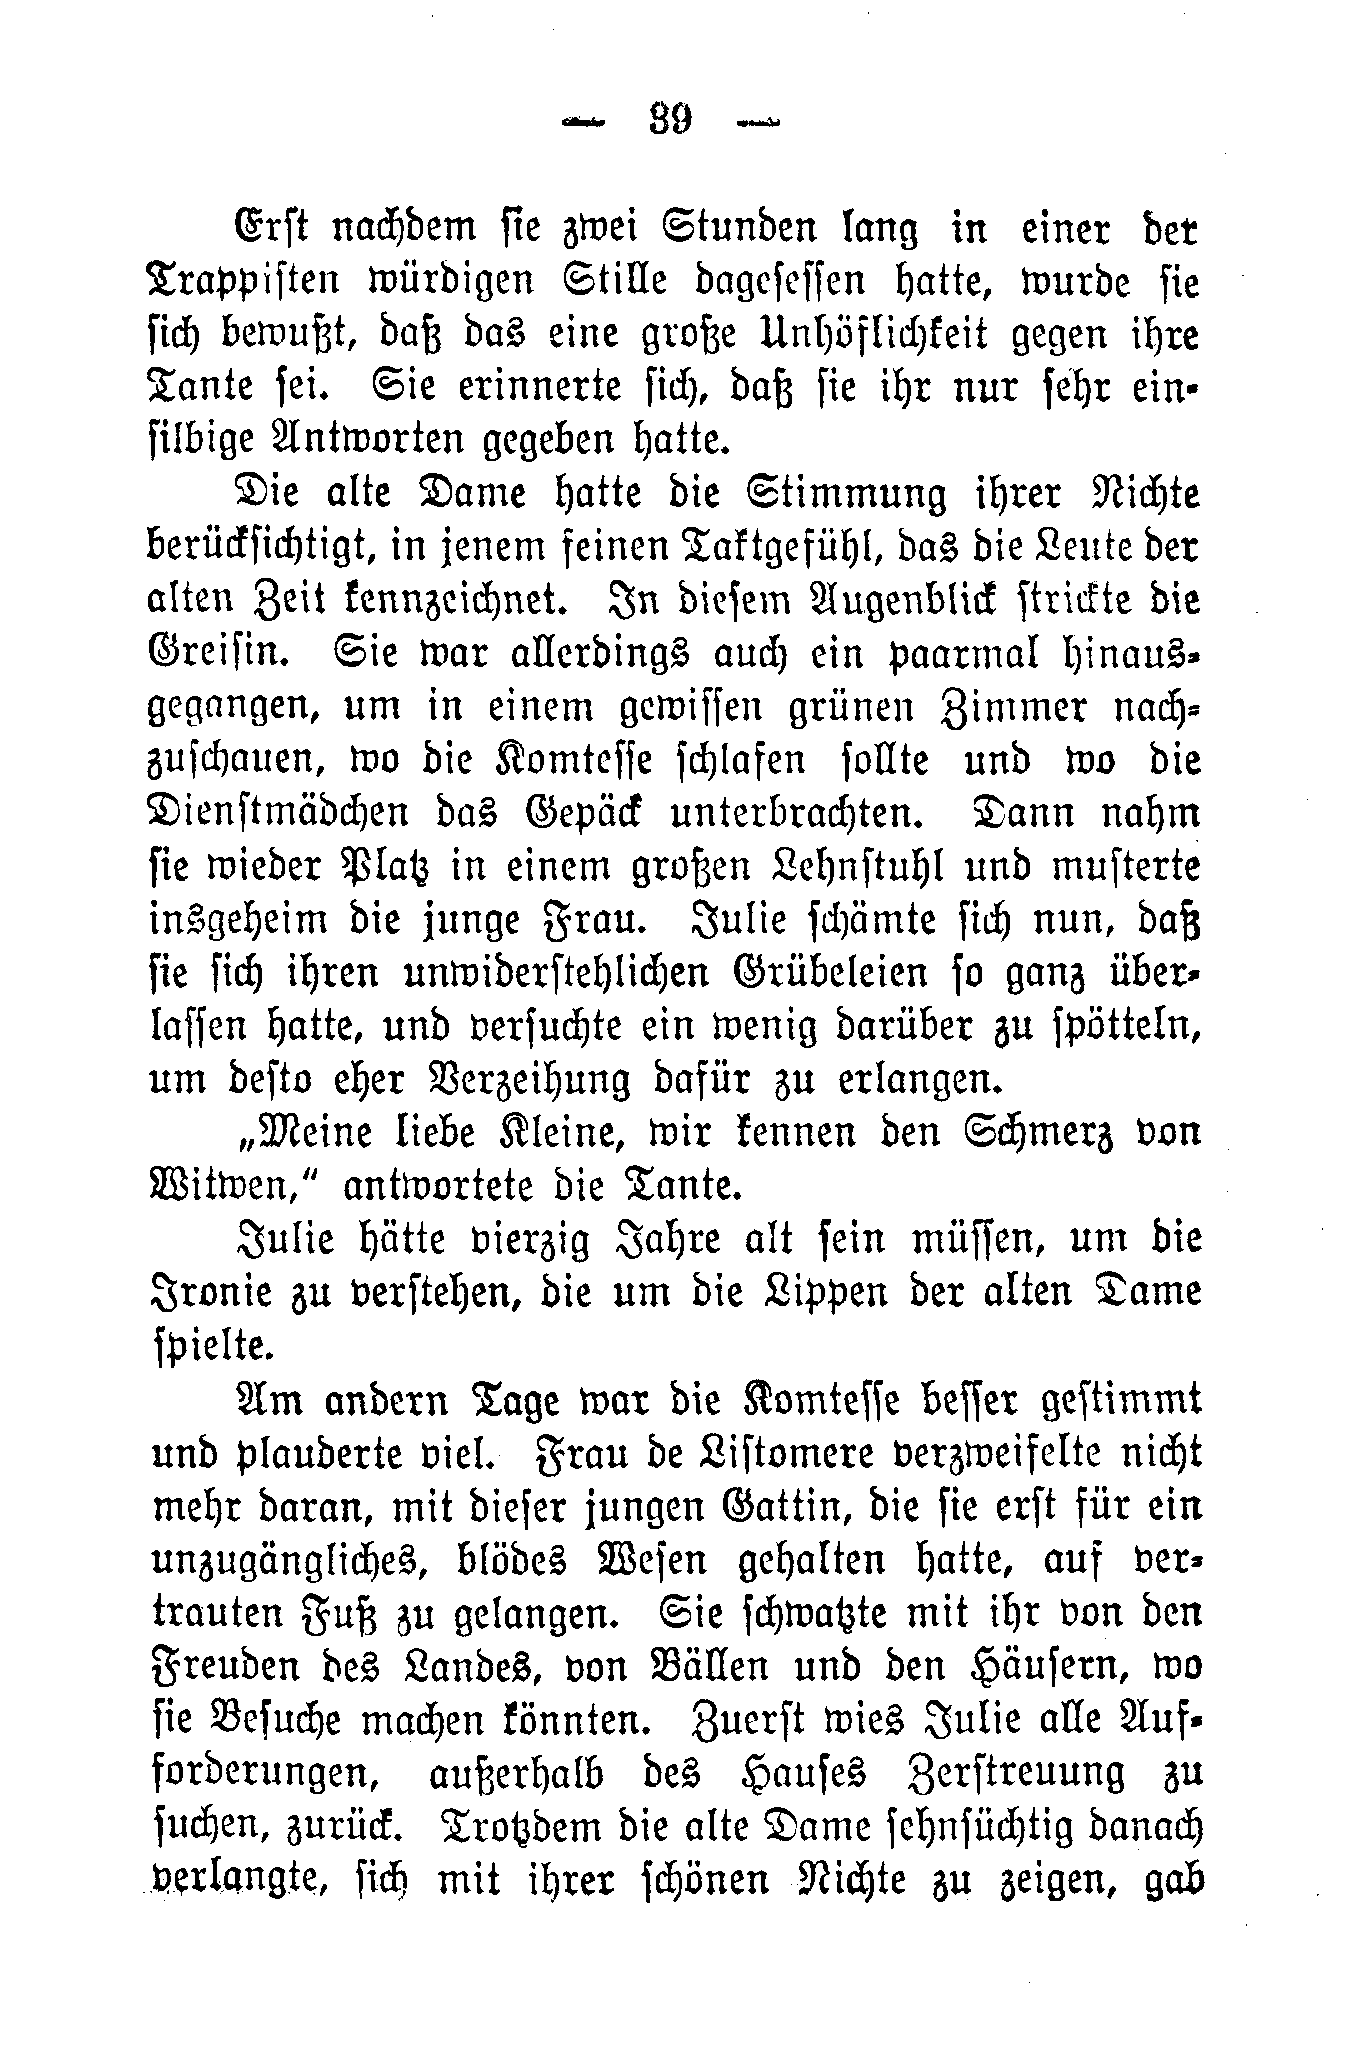 — 39 —
Erst nachdem sie zwei Stunden lang in einer der
Trappisten würdigen Stille dagesessen hatte, wurde sie
sich bewußt, daß das eine große Unhöflichkeit gegen ihre
Tante sei. Sie erinnerte sich, daß sie ihr nur sehr ein-
silbige Antworten gegeben hatte.
Die alte Dame hatte die Stimmung ihrer Nichte
berücksichtigt, in jenem feinen Taktgefühl, das die Leute der
alten Zeit kennzeichnet. In diesem Augenblick strickte die
Greisin. Sie war allerdings auch ein paarmal hinaus-
gegangen, um in einem gewissen grünen Zimmer nach-
zuschauen, wo die Komtesse schlafen sollte und wo die
Dienstmädchen das Gepäck unterbrachten. Dann nahm
sie wieder Platz in einem großen Lehnstuhl und musterte
insgeheim die junge Frau. Julie schämte sich nun, daß
sie sich ihren unwiderstehlichen Grübeleien so ganz über-
lassen hatte, und versuchte ein wenig darüber zu spötteln,
um desto eher Verzeihung dafür zu erlangen.
„Meine liebe Kleine, wir kennen den Schmerz von
Witwen,“ antwortete die Tante.
Julie hätte vierzig Jahre alt sein müssen, um die
Ironie zu verstehen, die um die Lippen der alten Dame
spielte.
Am andern Tage war die Komtesse besser gestimmt
und plauderte viel. Frau de Listomere verzweifelte nicht
mehr daran, mit dieser jungen Gattin, die sie erst für ein
unzugängliches, blödes Wesen gehalten hatte, auf ver-
trauten Fuß zu gelangen. Sie schwatzte mit ihr von den
Freuden des Landes, von Bällen und den Häusern, wo
sie Besuche machen könnten. Zuerst wies Julie alle Auf-
forderungen, außerhalb des Hauses Zerstreuung zu
suchen, zurück. Trotzdem die alte Dame sehnsüchtig danach
verlangte, sich mit ihrer schönen Nichte zu zeigen, gab